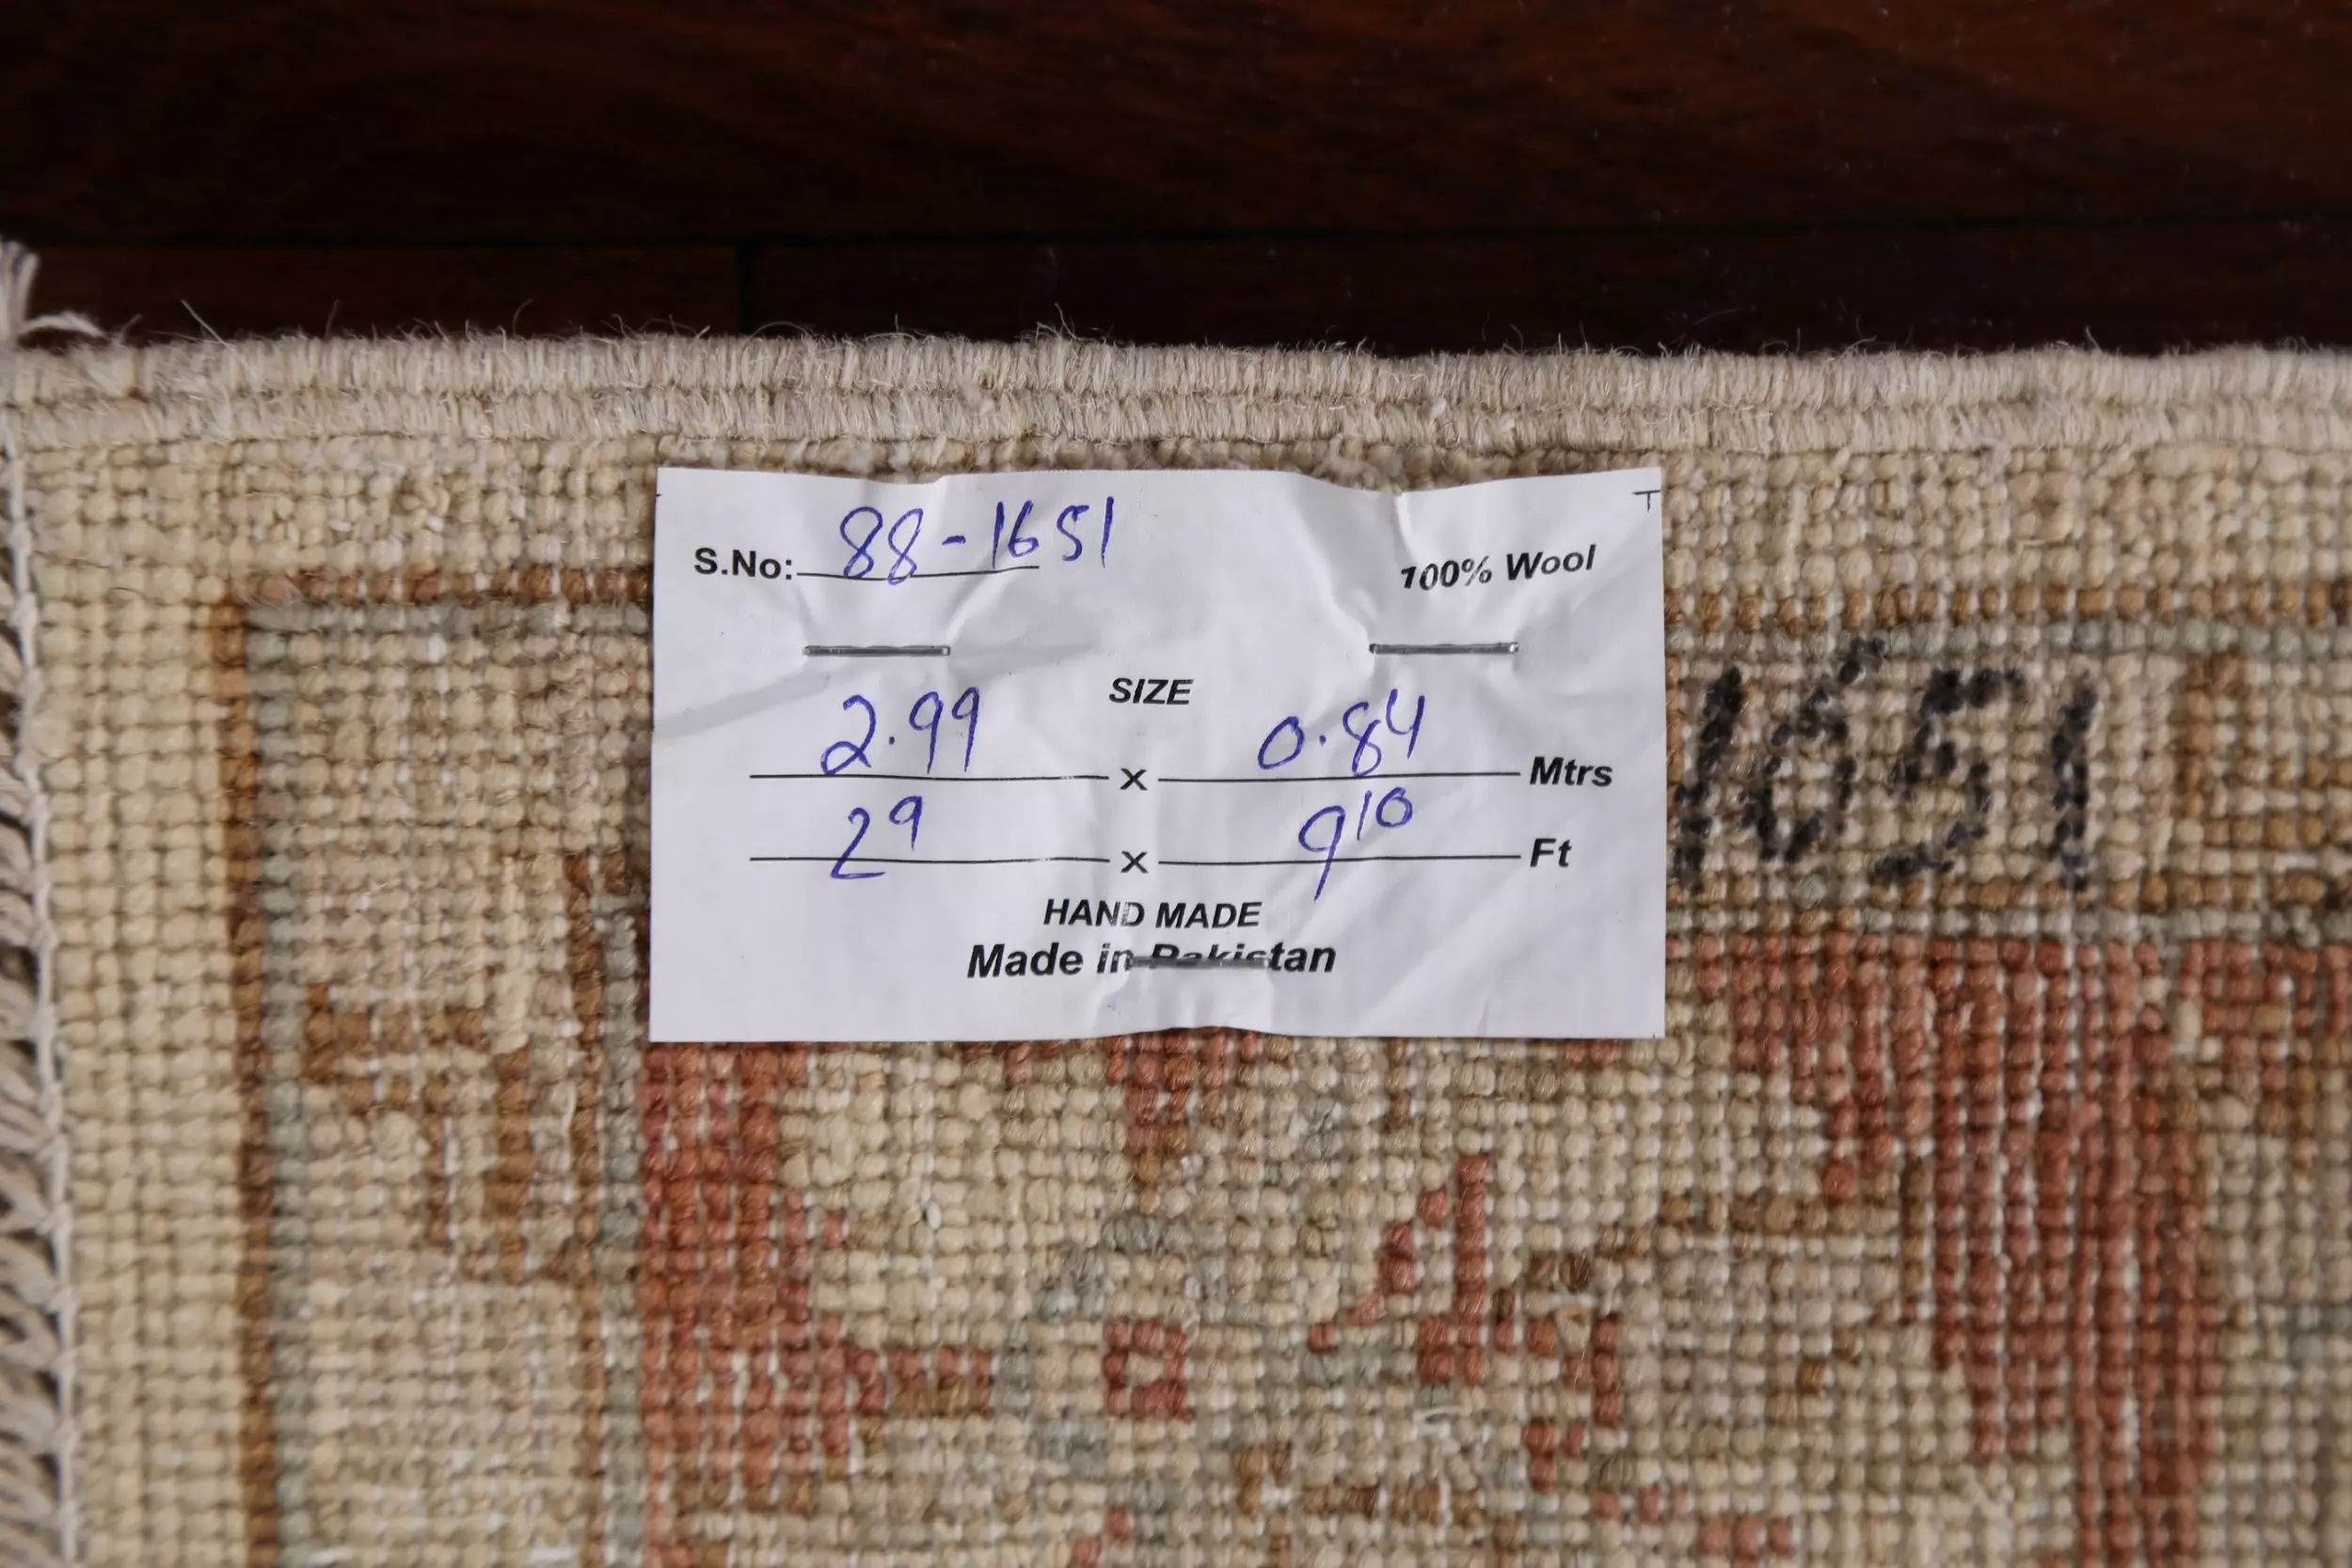 S.No: 88-1651
100% Wool
SIZE
2.99 x 0.84 Mtrs
2⁹ x 9¹⁰ Ft
HAND MADE
Made in Pakistan
1651